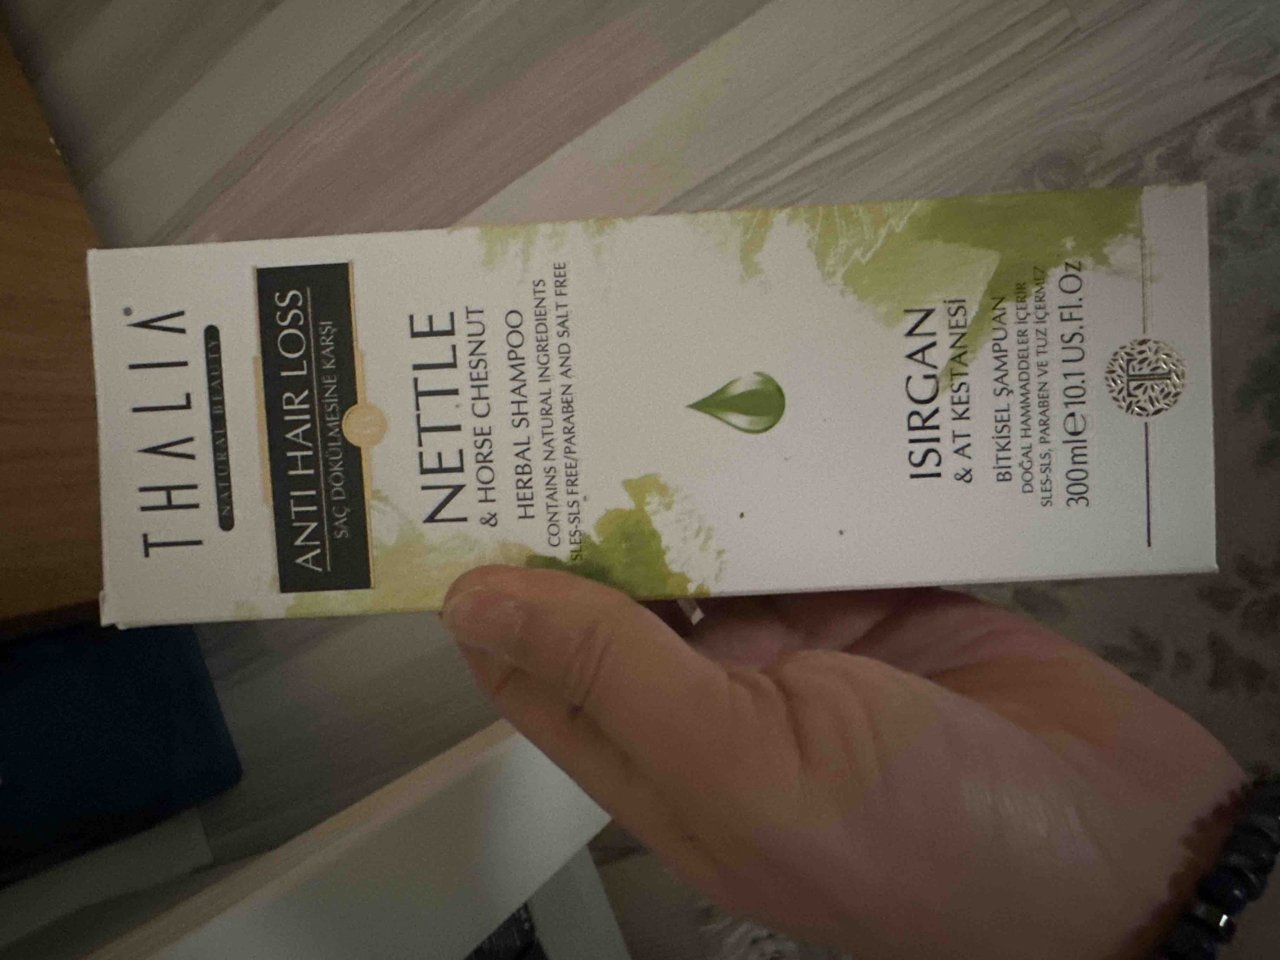 THALIA®
NATURAL BEAUTY
ANTI HAIR LOSS
SAÇ DÖKÜLMESİNE KARŞI
NETTLE
& HORSE CHESNUT
HERBAL SHAMPOO
CONTAINS NATURAL INGREDIENTS
SLES-SLS FREE/PARABEN AND SALT FREE
ISIRGAN
& AT KESTANESİ
BİTKİSEL ŞAMPUAN
DOĞAL HAMMADDELER İÇERİR
SLES-SLS, PARABEN VE TUZ İÇERMEZ
300ml℮10.1 US.Fl.Oz
T